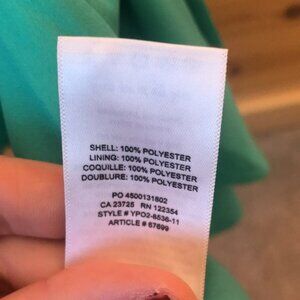 SHELL: 100% POLYESTER
LINING: 100% POLYESTER
COQUILLE: 100% POLYESTER
DOUBLURE: 100% POLYESTER
PO 4500131802
CA 23725 RN 122354
STYLE # YPO2-8536-11
ARTICLE # 67699